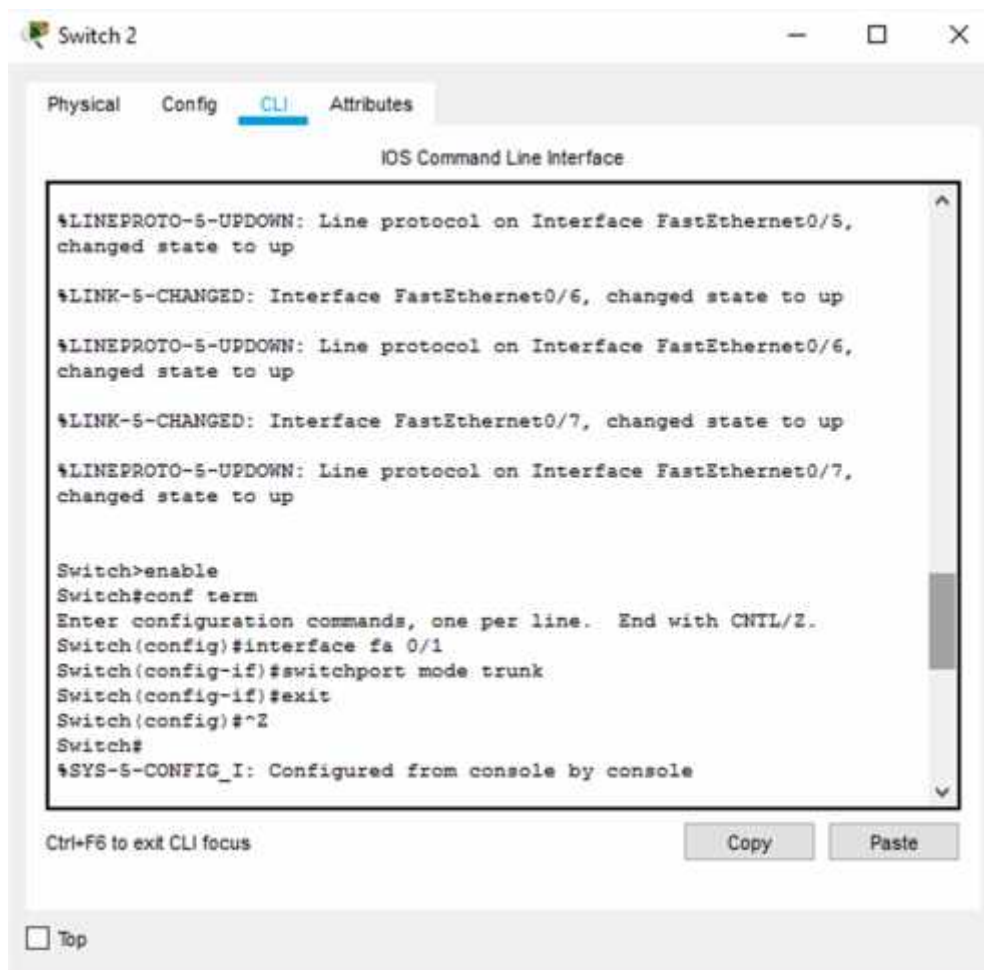 Switch 2
Physical Config CLI Attributes
IOS Command Line Interface
%LINEPROTO-5-UPDOWN: Line protocol on Interface FastEthernet0/5,
changed state to up
%LINK-5-CHANGED: Interface FastEthernet0/6, changed state to up
%LINEPROTO-5-UPDOWN: Line protocol on Interface FastEthernet0/6,
changed state to up
%LINK-5-CHANGED: Interface FastEthernet0/7, changed state to up
%LINEPROTO-5-UPDOWN: Line protocol on Interface FastEthernet0/7,
changed state to up
Switch>enable
Switch#conf term
Enter configuration commands, one per line.  End with CNTL/Z.
Switch(config)#interface fa 0/1
Switch(config-if)#switchport mode trunk
Switch(config-if)#exit
Switch(config)#^Z
Switch#
%SYS-5-CONFIG_I: Configured from console by console
Ctrl+F6 to exit CLI focus
Copy Paste
Top